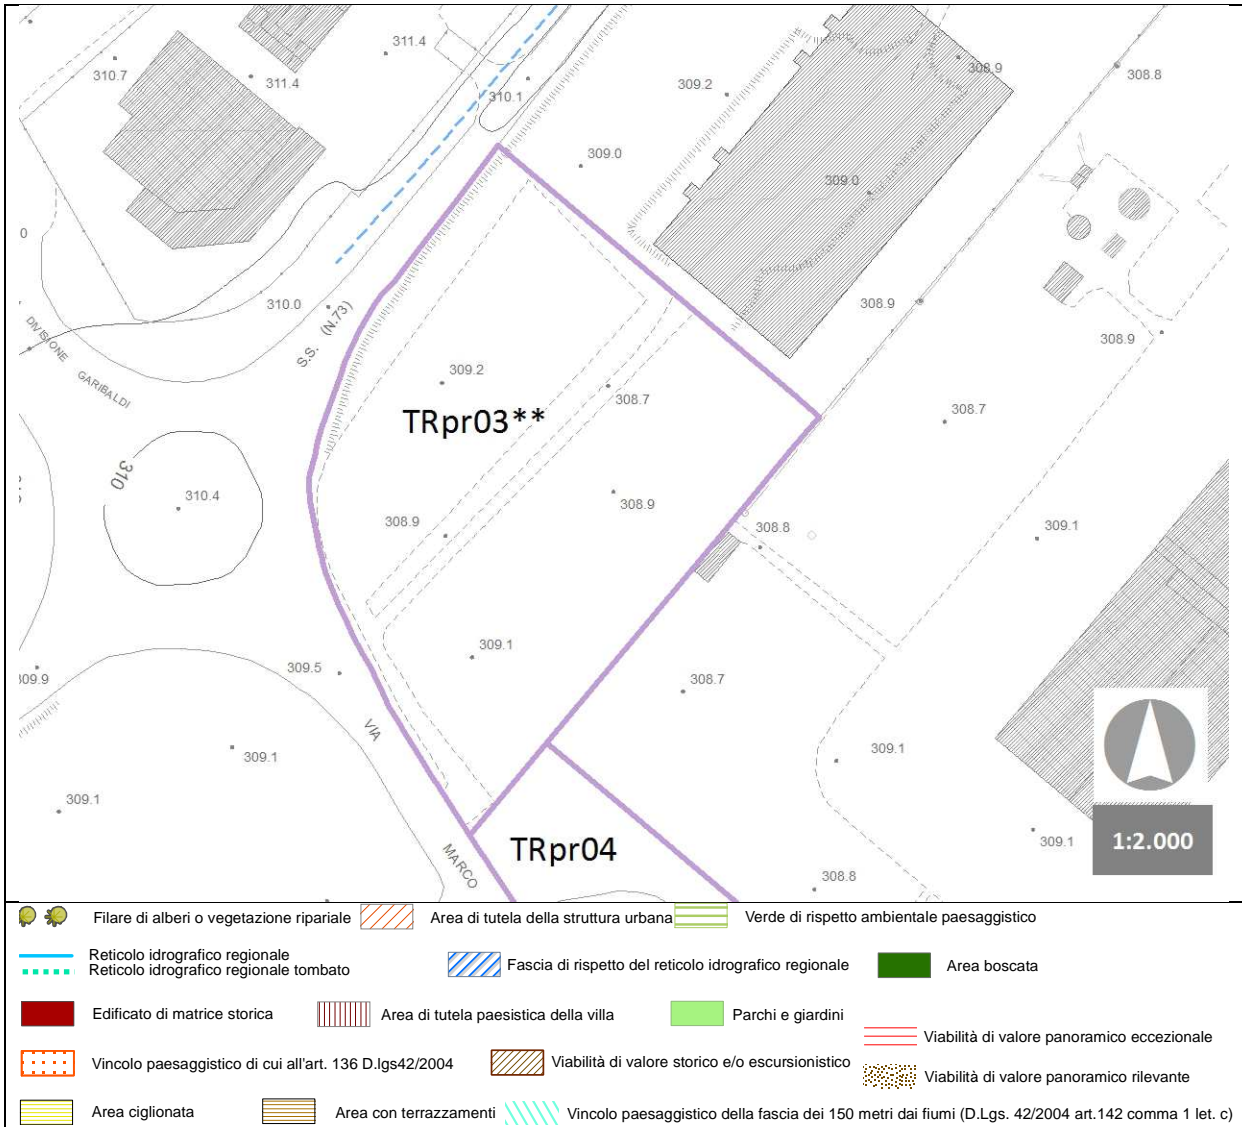 310.7
311.4
311.4
310.1
309.2
308.9
308.8
309.0
309.0
0
310.0
S.S. (N.73)
308.9
308.9
DIVISIONE GARIBALDI
309.2
308.7
308.7
TRpr03**
310
310.4
308.9
308.9
308.8
309.1
309.1
309.5
309.9
308.7
VIA
309.1
309.1
309.1
MARCO
TRpr04
309.1
1:2.000
308.8
Filare di alberi o vegetazione ripariale
Area di tutela della struttura urbana
Verde di rispetto ambientale paesaggistico
Reticolo idrografico regionale
Reticolo idrografico regionale tombato
Fascia di rispetto del reticolo idrografico regionale
Area boscata
Edificato di matrice storica
Area di tutela paesistica della villa
Parchi e giardini
Viabilità di valore panoramico eccezionale
Vincolo paesaggistico di cui all'art. 136 D.lgs42/2004
Viabilità di valore storico e/o escursionistico
Viabilità di valore panoramico rilevante
Area ciglionata
Area con terrazzamenti
Vincolo paesaggistico della fascia dei 150 metri dai fiumi (D.Lgs. 42/2004 art.142 comma 1 let. c)